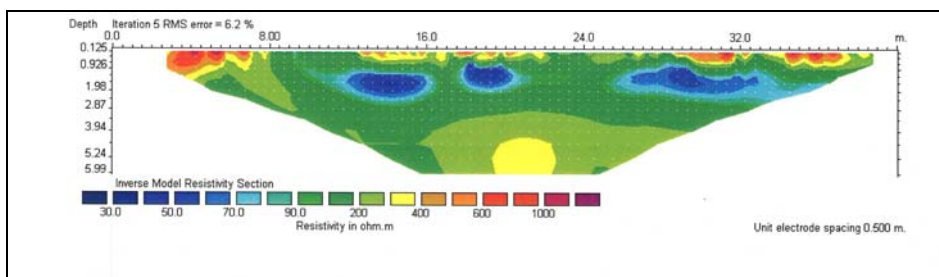 Depth Iteration 5 RMS error = 6.2 %
0.0 8.00 16.0 24.0 32.0 m.
0.125
0.926
1.98
2.87
3.94
5.24
5.99
Inverse Model Resistivity Section
30.0 50.0 70.0 90.0 200 400 600 1000
Resistivity in ohm.m
Unit electrode spacing 0.500 m.